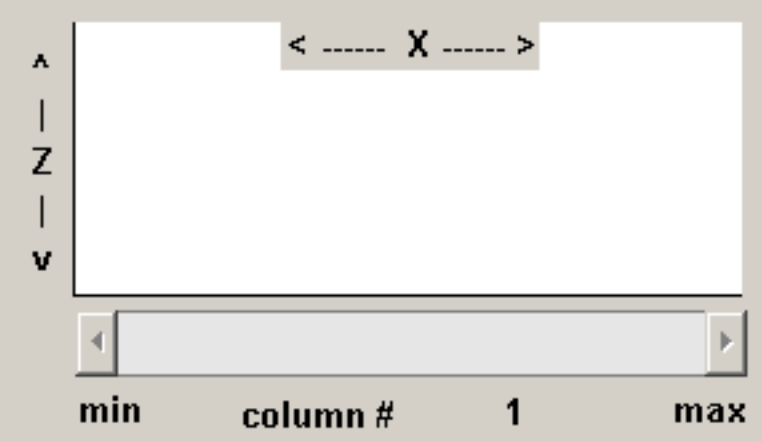 < ------ X ------ >
^
|
Z
|
v
min column # 1 max